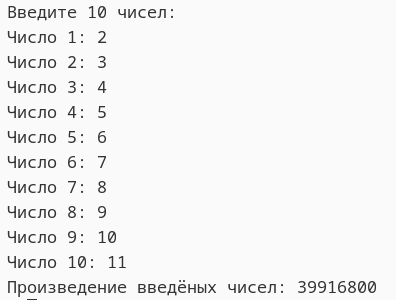 Введите 10 чисел:
Число 1: 2
Число 2: 3
Число 3: 4
Число 4: 5
Число 5: 6
Число 6: 7
Число 7: 8
Число 8: 9
Число 9: 10
Число 10: 11
Произведение введёных чисел: 39916800